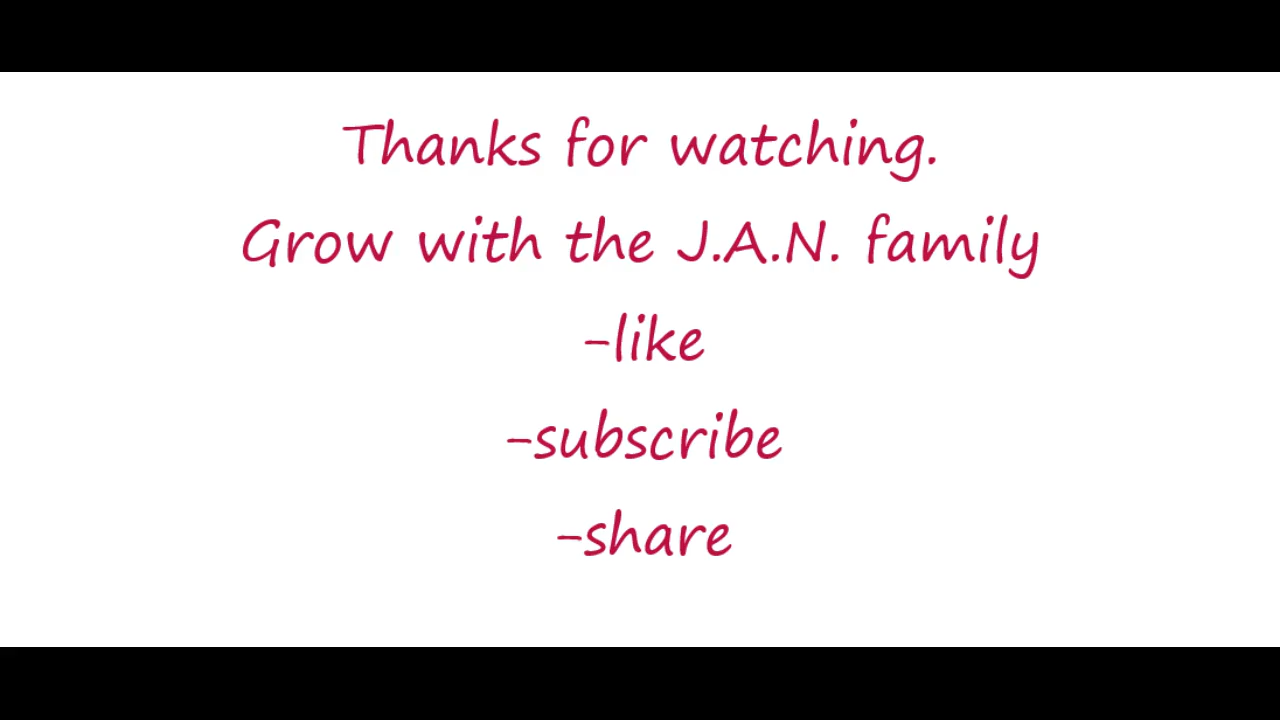 Thanks for watching.
Grow with the J.A.N. family
-like
-subscribe
-share